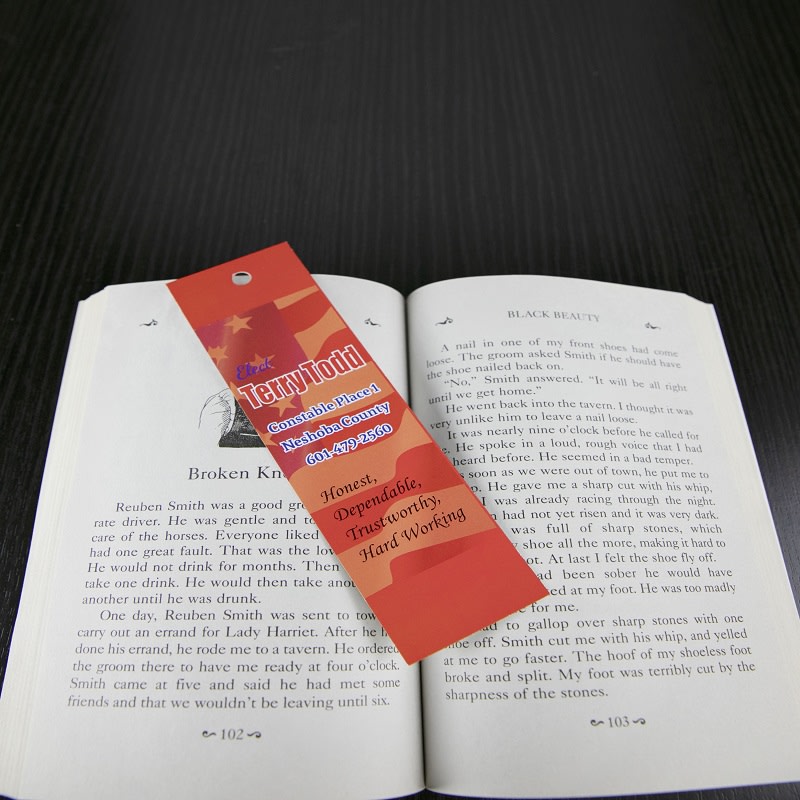 Elect
Terry Todd
Constable Place 1
Neshoba County
601-479-2560
Honest,
Dependable,
Trustworthy,
Hard Working
Broken Kn
Reuben Smith was a good
rate driver. He was gentle and
care of the horses. Everyone liked
had one great fault. That was the
He would not drink for months. Then
take one drink. He would then take
another until he was drunk.
One day, Reuben Smith was sent to
carry out an errand for Lady Harriet. After he
done his errand, he rode me to a tavern. He ordered
the groom there to have me ready at four o'clock.
Smith came at five and said he had met some
friends and that we wouldn't be leaving until six.
102
BLACK BEAUTY
A nail in one of my front shoes had come
loose. The groom asked Smith if he should have
the shoe nailed back on.
"No," Smith answered. "It will be all right
until we get home."
He went back into the tavern. I thought it was
very unlike him to leave a nail loose.
It was nearly nine o'clock before he called for
He spoke in a loud, rough voice that I had
heard before. He seemed in a bad temper.
soon as we were out of town, he put me to
He gave me a sharp cut with his whip,
I was already racing through the night.
had not yet risen and it was very dark.
was full of sharp stones, which
shoe all the more, making it hard to
At last I felt the shoe fly off.
been sober he would have
at my foot. He was too madly
for me.
to gallop over sharp stones with one
off. Smith cut me with his whip, and yelled
at me to go faster. The hoof of my shoeless foot
broke and split. My foot was terribly cut by the
sharpness of the stones.
103